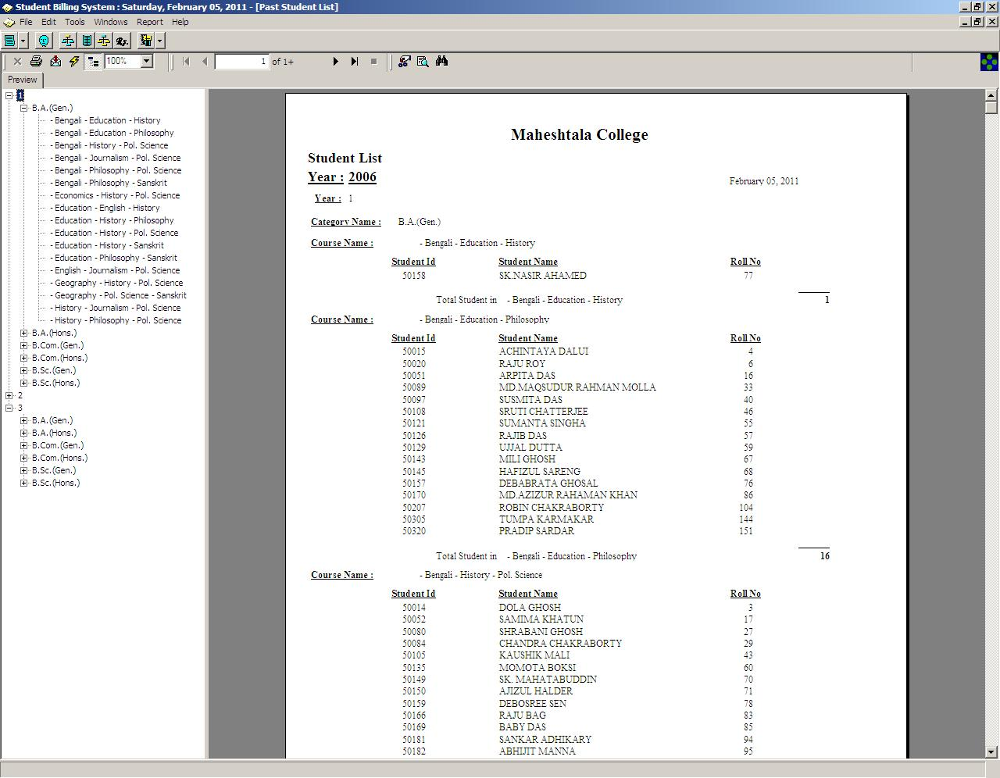 Student Billing System : Saturday, February 05, 2011 - [Past Student List]
File Edit Tools Windows Report Help
Rs.
100% 1 of 1+
Preview
1
B.A.(Gen.)
- Bengali - Education - History
- Bengali - Education - Philosophy
- Bengali - History - Pol. Science
- Bengali - Journalism - Pol. Science
- Bengali - Philosophy - Pol. Science
- Bengali - Philosophy - Sanskrit
- Economics - History - Pol. Science
- Education - English - History
- Education - History - Philosophy
- Education - History - Pol. Science
- Education - History - Sanskrit
- Education - Philosophy - Sanskrit
- English - Journalism - Pol. Science
- Geography - History - Pol. Science
- Geography - Pol. Science - Sanskrit
- History - Journalism - Pol. Science
- History - Philosophy - Pol. Science
B.A.(Hons.)
B.Com.(Gen.)
B.Com.(Hons.)
B.Sc.(Gen.)
B.Sc.(Hons.)
2
3
B.A.(Gen.)
B.A.(Hons.)
B.Com.(Gen.)
B.Com.(Hons.)
B.Sc.(Gen.)
B.Sc.(Hons.)
Maheshtala College
Student List
Year : 2006
February 05, 2011
Year : 1
Category Name : B.A.(Gen.)
Course Name : - Bengali - Education - History
Student Id Student Name Roll No
50158 SK.NASIR AHAMED 77
Total Student in - Bengali - Education - History 1
Course Name : - Bengali - Education - Philosophy
Student Id Student Name Roll No
50015 ACHINTAYA DALUI 4
50020 RAJU ROY 6
50051 ARPITA DAS 16
50089 MD.MAQSUDUR RAHMAN MOLLA 33
50097 SUSMITA DAS 40
50108 SRUTI CHATTERJEE 46
50121 SUMANTA SINGHA 55
50126 RAJIB DAS 57
50129 UJJAL DUTTA 59
50143 MILI GHOSH 67
50145 HAFIZUL SARENG 68
50157 DEBABRATA GHOSAL 76
50170 MD.AZIZUR RAHAMAN KHAN 86
50207 ROBIN CHAKRABORTY 104
50305 TUMPA KARMAKAR 144
50320 PRADIP SARDAR 151
Total Student in - Bengali - Education - Philosophy 16
Course Name : - Bengali - History - Pol. Science
Student Id Student Name Roll No
50014 DOLA GHOSH 3
50052 SAMIMA KHATUN 17
50080 SHRABANI GHOSH 27
50084 CHANDRA CHAKRABORTY 29
50105 KAUSHIK MALI 43
50135 MOMOTA BOKSI 60
50149 SK. MAHATABUDDIN 70
50150 AJIZUL HALDER 71
50159 DEBOSREE SEN 78
50166 RAJU BAG 83
50169 BABY DAS 85
50181 SANKAR ADHIKARY 94
50182 ABHIJIT MANNA 95